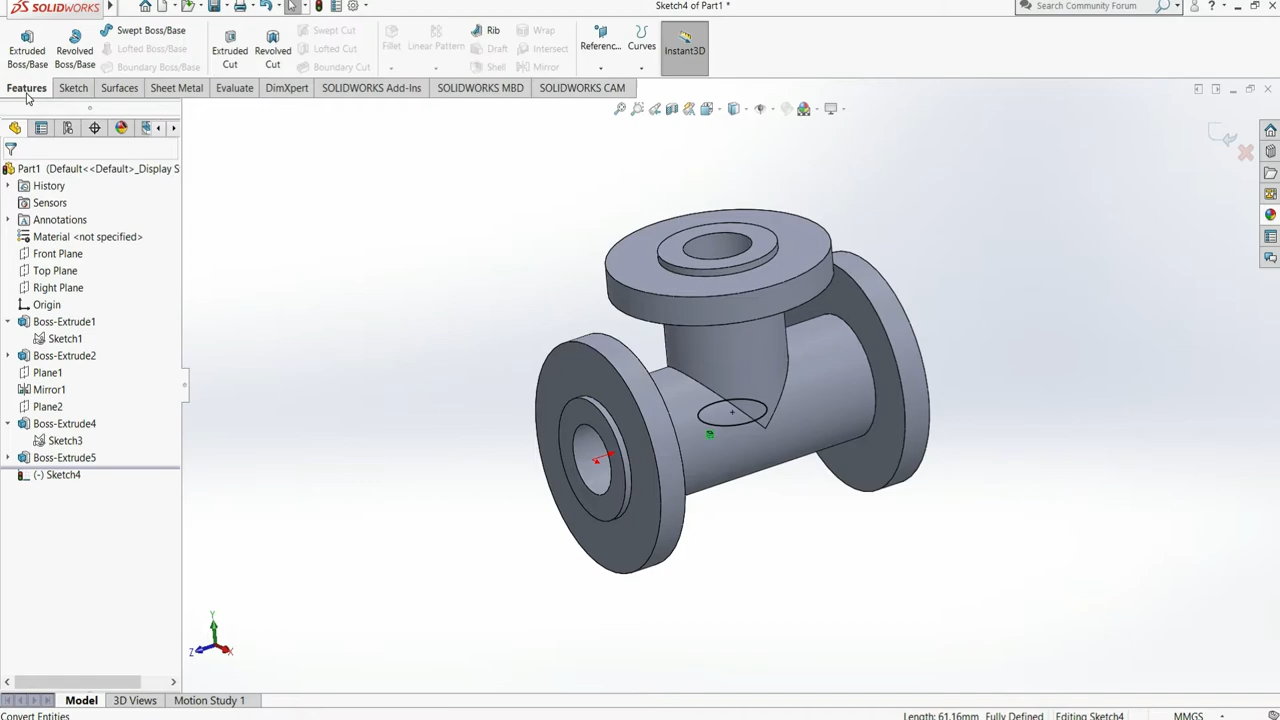 SOLIDWORKS
Sketch4 of Part1 *
Search Community Forum
Extruded Boss/Base
Revolved Boss/Base
Swept Boss/Base
Lofted Boss/Base
Boundary Boss/Base
Extruded Cut
Revolved Cut
Swept Cut
Lofted Cut
Boundary Cut
Fillet
Linear Pattern
Rib
Draft
Shell
Wrap
Intersect
Mirror
Referenc...
Curves
Instant3D
Features
Sketch
Surfaces
Sheet Metal
Evaluate
DimXpert
SOLIDWORKS Add-Ins
SOLIDWORKS MBD
SOLIDWORKS CAM
Part1 (Default<<Default>_Display S
History
Sensors
Annotations
Material <not specified>
Front Plane
Top Plane
Right Plane
Origin
Boss-Extrude1
Sketch1
Boss-Extrude2
Plane1
Mirror1
Plane2
Boss-Extrude4
Sketch3
Boss-Extrude5
(-) Sketch4
Y
Z
X
Model
3D Views
Motion Study 1
Convert Entities
Length: 61.16mm
Fully Defined
Editing Sketch4
MMGS